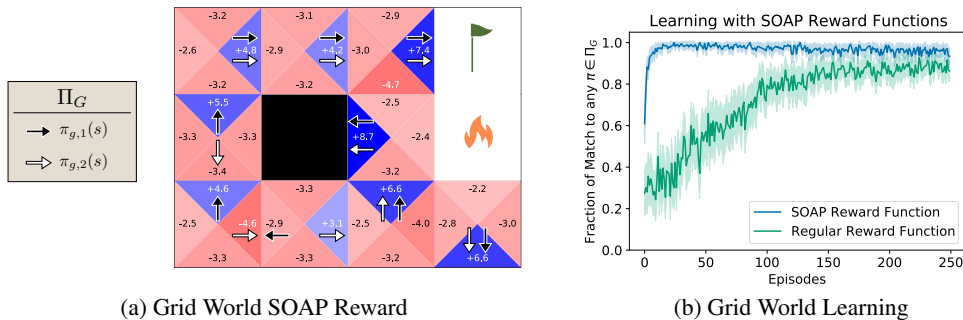 Π_G
π_{g,1}(s)
π_{g,2}(s)
-3.2 -3.1 -2.9
-2.6 +4.8 -2.9 +4.2 -3.0 +7.4
-3.2 -3.2 -4.7
+5.5 -2.5
-3.3 -3.3 +8.7 -2.4
-3.4 -3.2
+4.6 -3.3 +6.6 -2.2
-2.5 -4.6 -2.9 +3.1 -2.5 -4.0 -2.8 -3.0
-3.3 -3.3 -3.2 +6.6
(a) Grid World SOAP Reward
Learning with SOAP Reward Functions
Fraction of Match to any π ∈ Π_G
1.0
0.8
0.6
0.4
0.2
0.0
SOAP Reward Function
Regular Reward Function
0 50 100 150 200 250
Episodes
(b) Grid World Learning